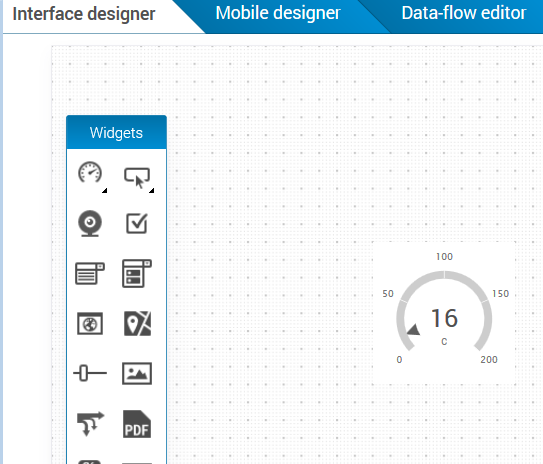 Interface designer
Mobile designer
Data-flow editor
Widgets
100
50
150
16
C
0
200
PDF